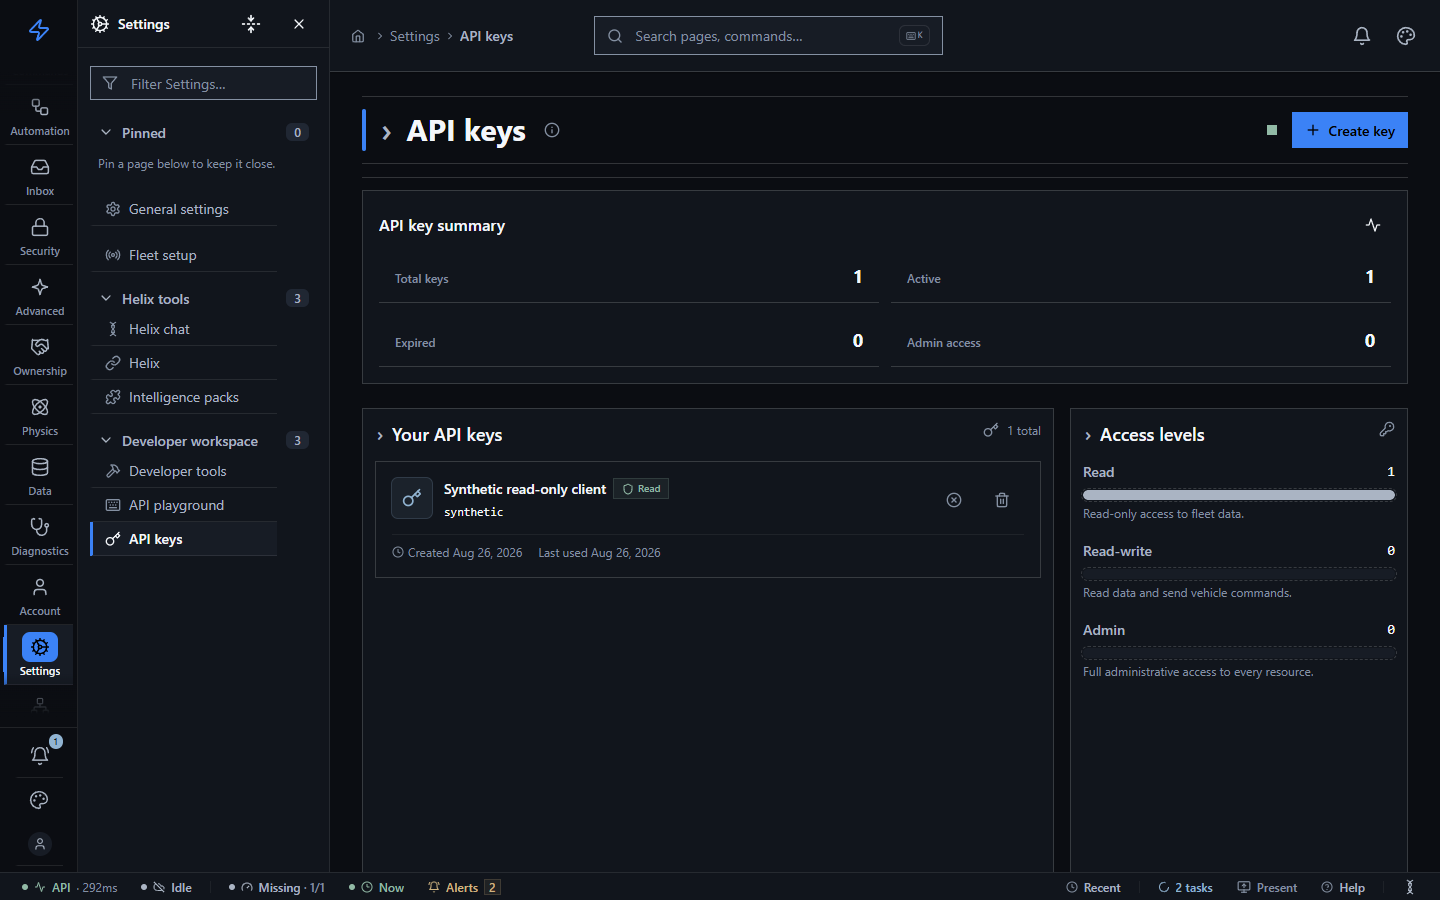 Settings
Filter Settings...
Pinned
0
Pin a page below to keep it close.
General settings
Fleet setup
Helix tools
3
Helix chat
Helix
Intelligence packs
Developer workspace
3
Developer tools
API playground
API keys
Automation
Inbox
Security
Advanced
Ownership
Physics
Data
Diagnostics
Account
Settings
1
Settings
API keys
Search pages, commands...
K
API keys
Create key
API key summary
Total keys
1
Active
1
Expired
0
Admin access
0
Your API keys
1 total
Synthetic read-only client
Read
synthetic
Created Aug 26, 2026
Last used Aug 26, 2026
Access levels
Read
1
Read-only access to fleet data.
Read-write
0
Read data and send vehicle commands.
Admin
0
Full administrative access to every resource.
API · 292ms
Idle
Missing · 1/1
Now
Alerts 2
Recent
2 tasks
Present
Help